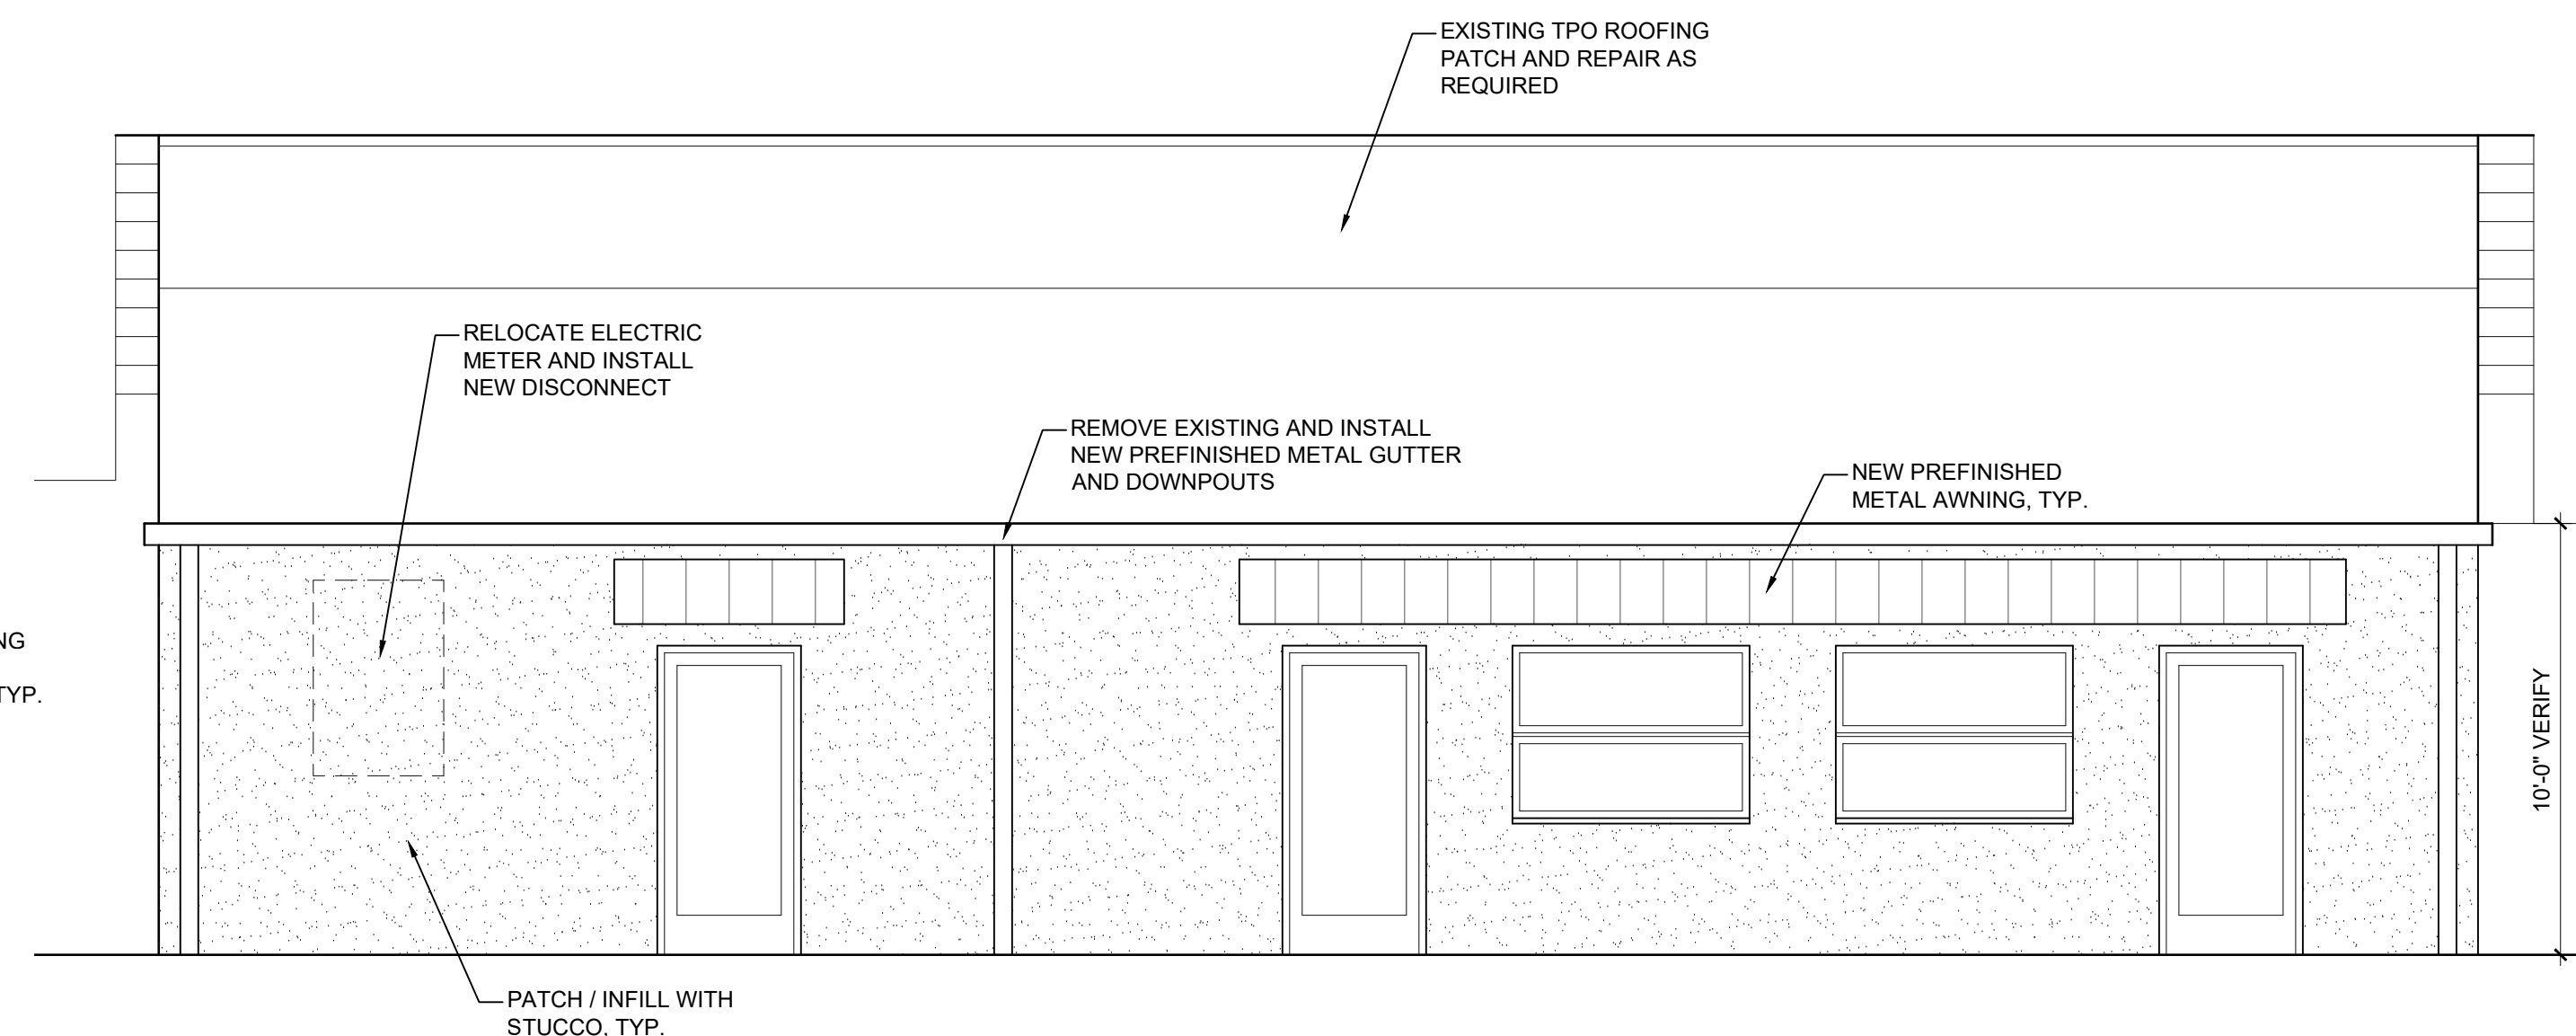 EXISTING TPO ROOFING
PATCH AND REPAIR AS
REQUIRED
RELOCATE ELECTRIC
METER AND INSTALL
NEW DISCONNECT
REMOVE EXISTING AND INSTALL
NEW PREFINISHED METAL GUTTER
AND DOWNPOUTS
NEW PREFINISHED
METAL AWNING, TYP.
NG
TYP.
10'-0" VERIFY
PATCH / INFILL WITH
STUCCO, TYP.